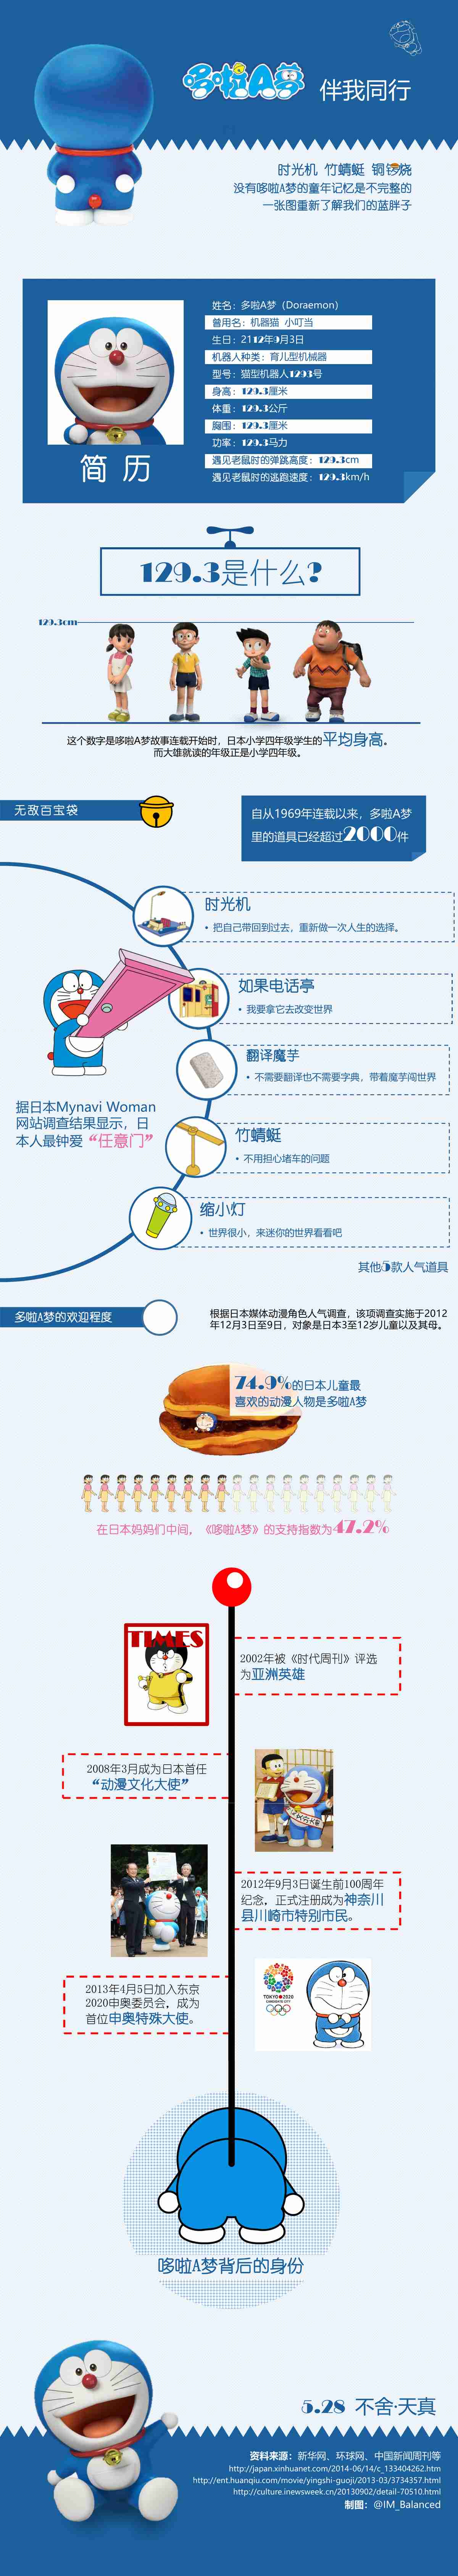 哆啦A梦 伴我同行
时光机 竹蜻蜓 铜锣烧
没有哆啦A梦的童年记忆是不完整的
一张图重新了解我们的蓝胖子
简 历
姓名：多啦A梦（Doraemon）
曾用名：机器猫 小叮当
生日：2112年9月3日
机器人种类：育儿型机械器
型号：猫型机器人1293号
身高：129.3厘米
体重：129.3公斤
胸围：129.3厘米
功率：129.3马力
遇见老鼠时的弹跳高度：129.3cm
遇见老鼠时的逃跑速度：129.3km/h
129.3是什么?
129.3cm
这个数字是哆啦A梦故事连载开始时，日本小学四年级学生的平均身高。
而大雄就读的年级正是小学四年级。
无敌百宝袋
自从1969年连载以来，多啦A梦
里的道具已经超过2000件
时光机
• 把自己带回到过去，重新做一次人生的选择。
如果电话亭
• 我要拿它去改变世界
翻译魔芋
• 不需要翻译也不需要字典，带着魔芋闯世界
竹蜻蜓
• 不用担心堵车的问题
缩小灯
• 世界很小，来迷你的世界看看吧
据日本Mynavi Woman
网站调查结果显示，日
本人最钟爱“任意门”
其他5款人气道具
多啦A梦的欢迎程度
根据日本媒体动漫角色人气调查，该项调查实施于2012
年12月3日至9日，对象是日本3至12岁儿童以及其母。
74.9%的日本儿童最
喜欢的动漫人物是多啦A梦
在日本妈妈们中间，《哆啦A梦》的支持指数为47.2%
TIMES
2002年被《时代周刊》评选
为亚洲英雄
2008年3月成为日本首任
“动漫文化大使”
2012年9月3日诞生前100周年
纪念，正式注册成为神奈川
县川崎市特别市民。
2013年4月5日加入东京
2020申奥委员会，成为
首位申奥特殊大使。
TOKYO 2020
CANDIDATE CITY
哆啦A梦背后的身份
5.28 不舍·天真
资料来源：新华网、环球网、中国新闻周刊等
http://japan.xinhuanet.com/2014-06/14/c_133404262.htm
http://ent.huanqiu.com/movie/yingshi-guoji/2013-03/3734357.html
http://culture.inewsweek.cn/20130902/detail-70510.html
制图：@IM_Balanced